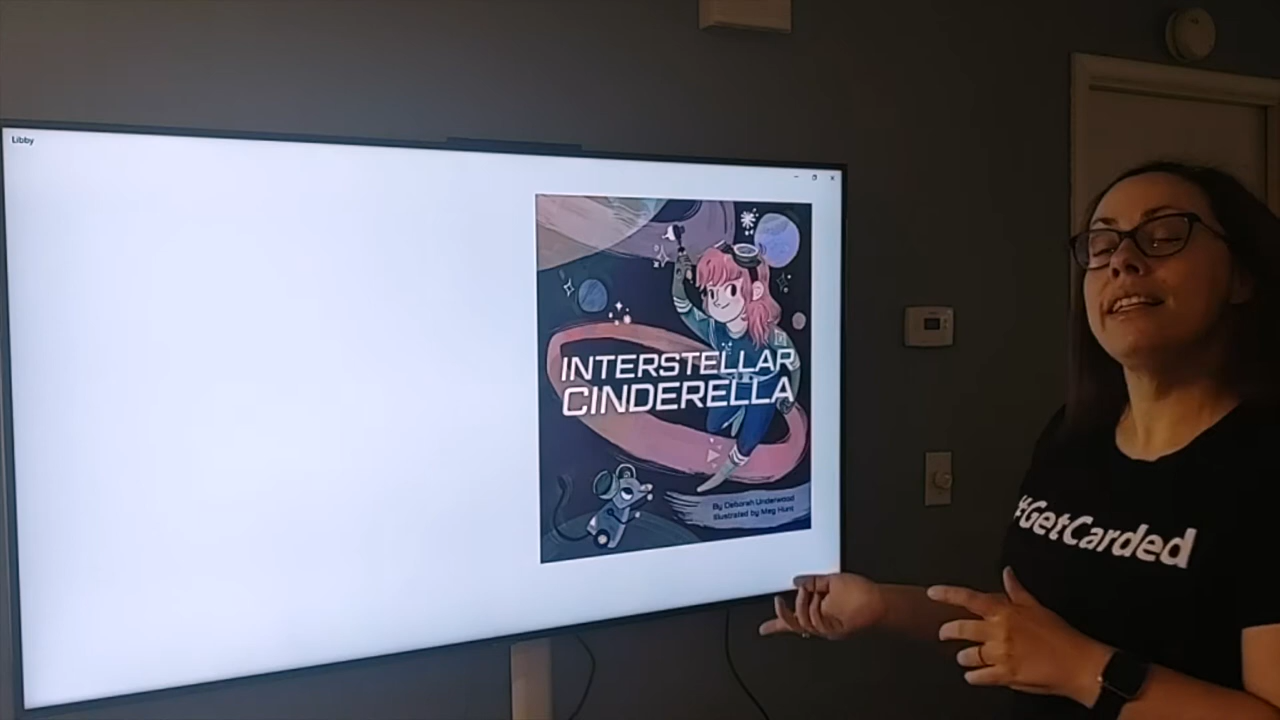 Libby
INTERSTELLAR
CINDERELLA
By Deborah Underwood
Illustrated by Meg Hunt
#GetCarded